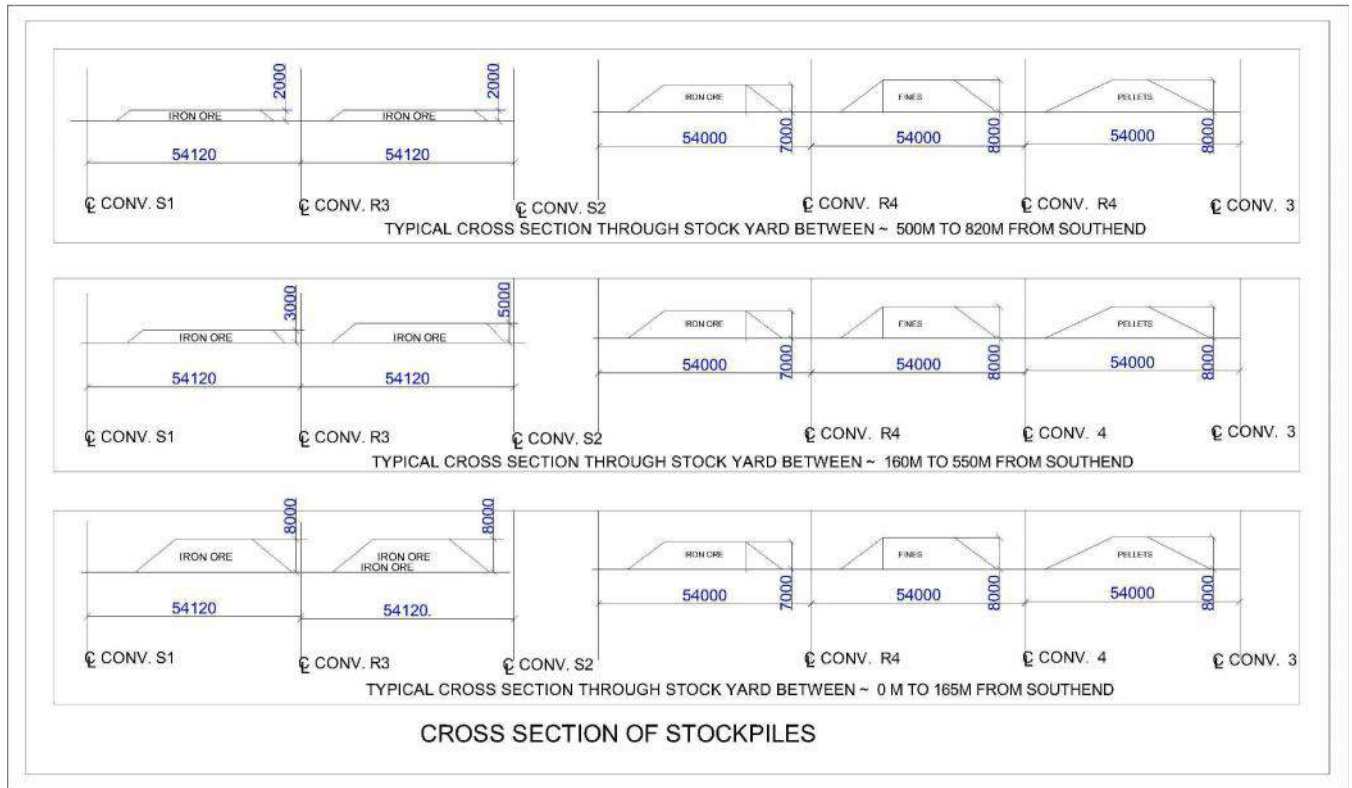 2000 2000
IRON ORE IRON ORE IRON ORE FINES PELLETS
54120 54120 54000 7000 54000 8000 54000 8000
℄ CONV. S1 ℄ CONV. R3 ℄ CONV. S2 ℄ CONV. R4 ℄ CONV. R4 ℄ CONV. 3
TYPICAL CROSS SECTION THROUGH STOCK YARD BETWEEN ~ 500M TO 820M FROM SOUTHEND
3000 5000
IRON ORE IRON ORE IRON ORE FINES PELLETS
54120 54120 54000 7000 54000 8000 54000 8000
℄ CONV. S1 ℄ CONV. R3 ℄ CONV. S2 ℄ CONV. R4 ℄ CONV. 4 ℄ CONV. 3
TYPICAL CROSS SECTION THROUGH STOCK YARD BETWEEN ~ 160M TO 550M FROM SOUTHEND
8000 8000
IRON ORE IRON ORE IRON ORE FINES PELLETS
IRON ORE
54120 54120. 54000 7000 54000 8000 54000 8000
℄ CONV. S1 ℄ CONV. R3 ℄ CONV. S2 ℄ CONV. R4 ℄ CONV. 4 ℄ CONV. 3
TYPICAL CROSS SECTION THROUGH STOCK YARD BETWEEN ~ 0 M TO 165M FROM SOUTHEND
CROSS SECTION OF STOCKPILES